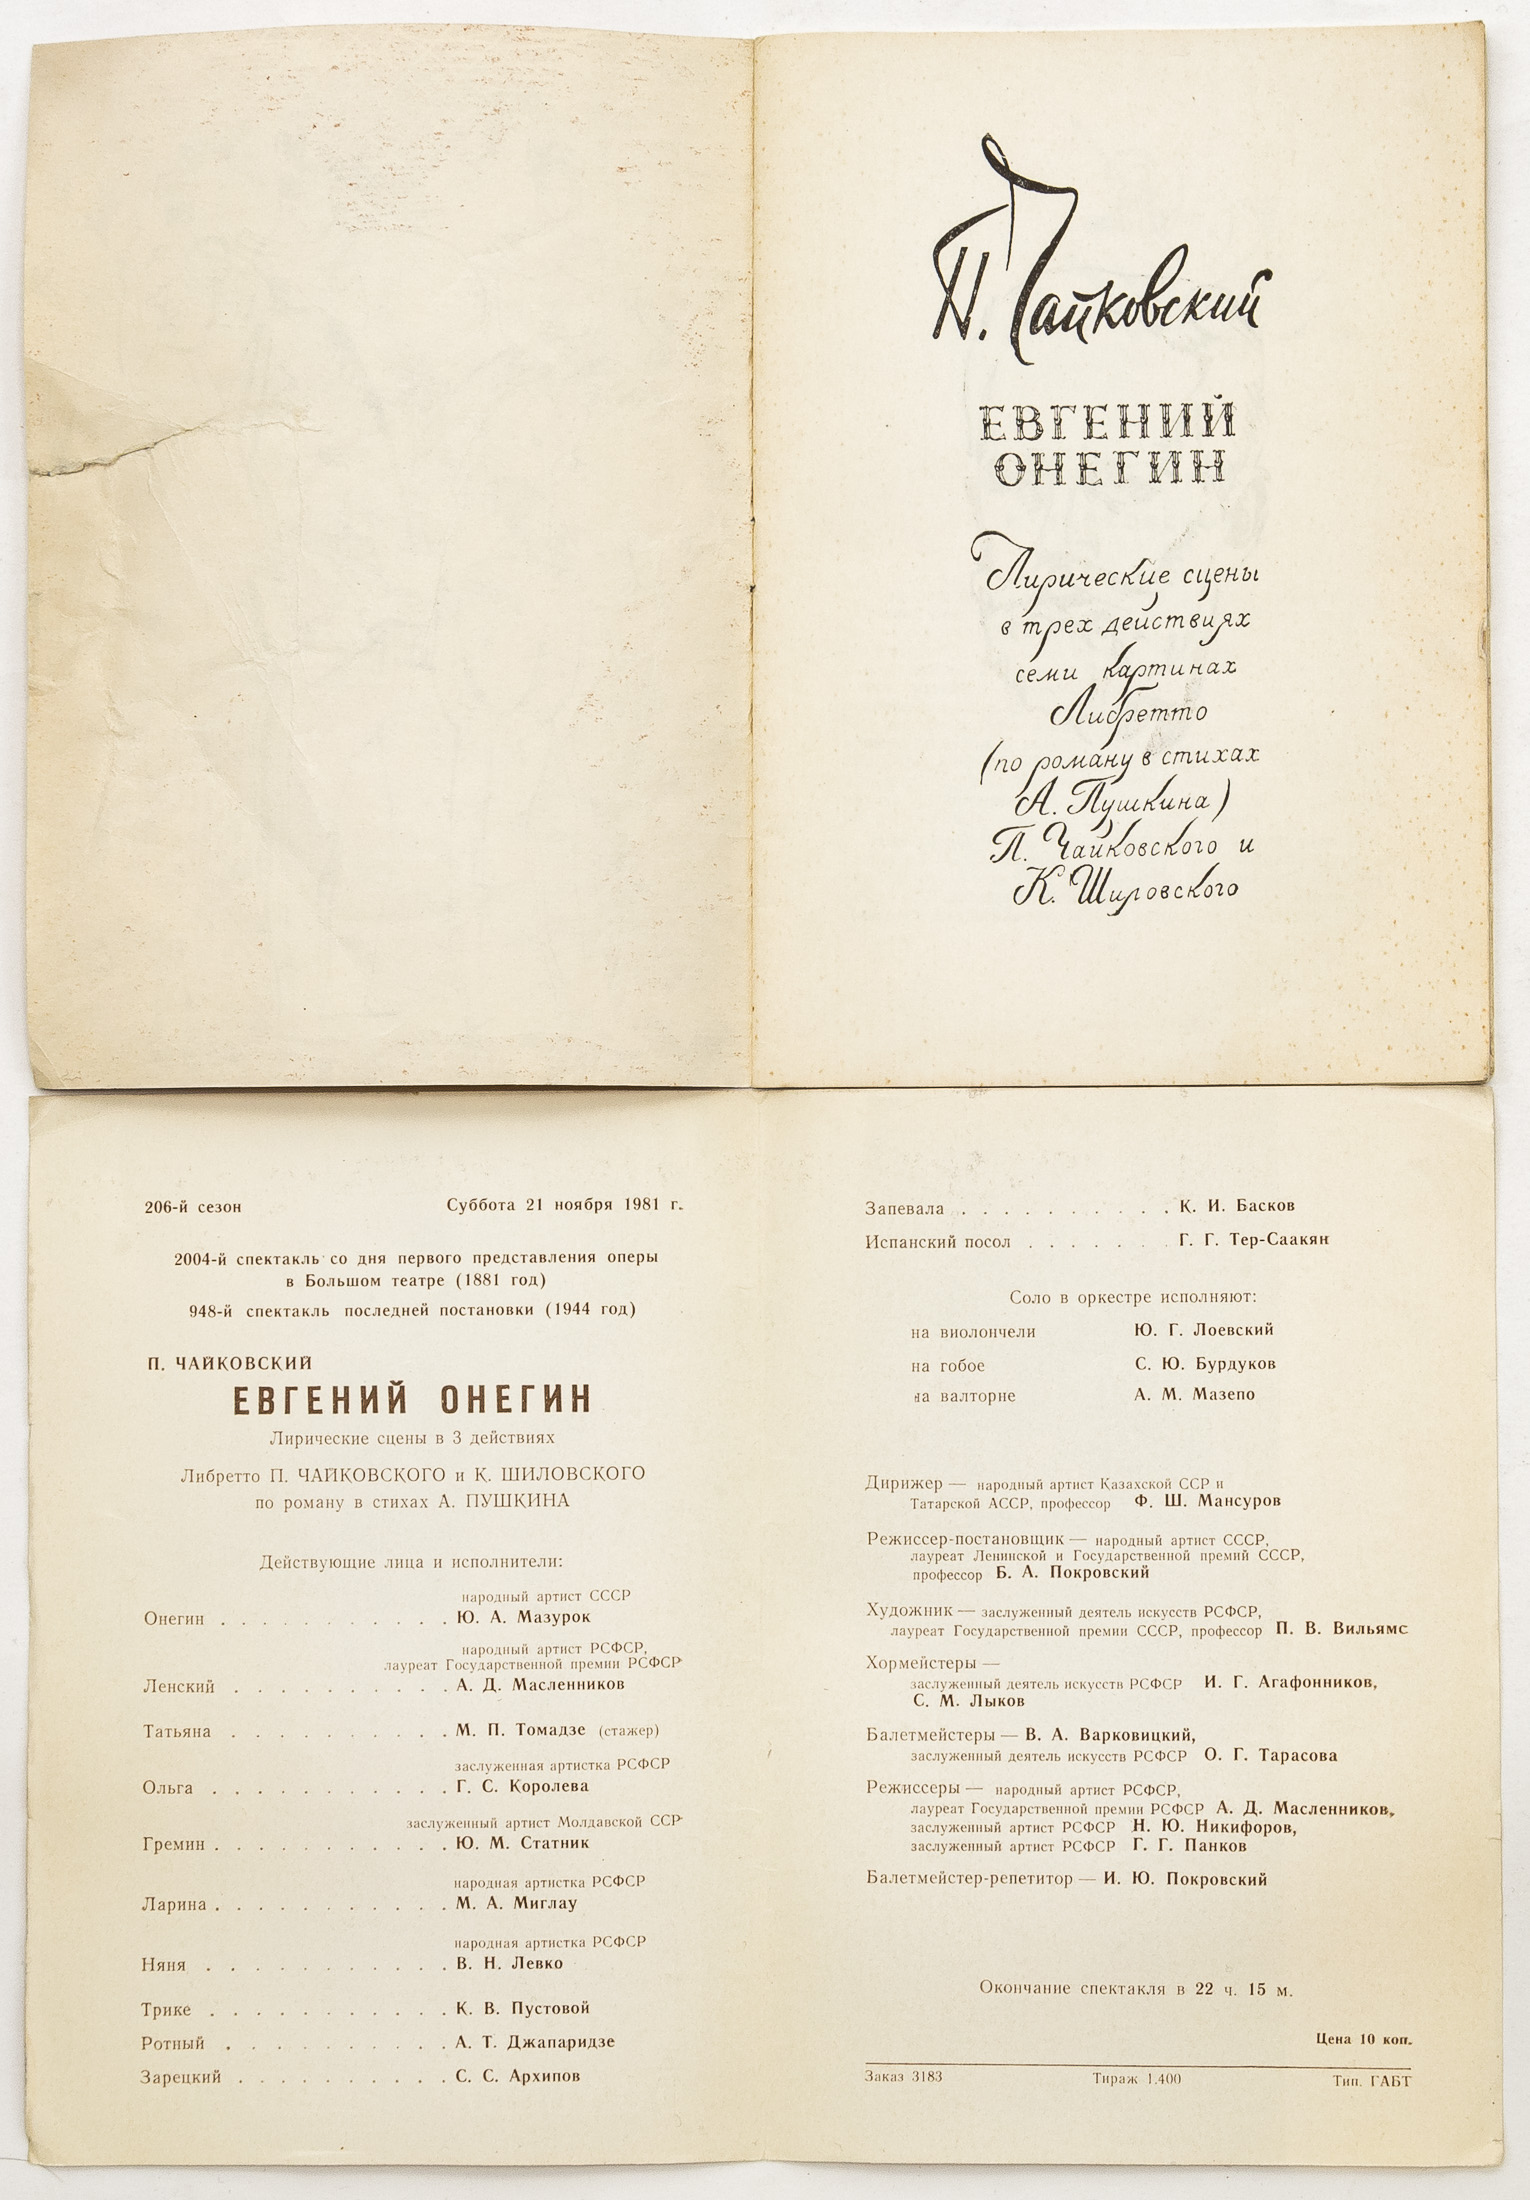 П. Чайковский
ЕВГЕНИЙ
ОНЕГИН
Лирические сцены
в трех действиях
семи картинах
Либретто
(по роману в стихах
А. Пушкина)
П. Чайковского и
К. Шиловского
206-й сезон Суббота 21 ноября 1981 г.
2004-й спектакль со дня первого представления оперы
в Большом театре (1881 год)
948-й спектакль последней постановки (1944 год)
П. ЧАЙКОВСКИЙ
ЕВГЕНИЙ ОНЕГИН
Лирические сцены в 3 действиях
Либретто П. ЧАЙКОВСКОГО и К. ШИЛОВСКОГО
по роману в стихах А. ПУШКИНА
Действующие лица и исполнители:
народный артист СССР
Онегин . . . . . . . . . . . Ю. А. Мазурок
народный артист РСФСР,
лауреат Государственной премии РСФСР
Ленский . . . . . . . . . . А. Д. Масленников
Татьяна . . . . . . . . . . М. П. Томадзе (стажер)
заслуженная артистка РСФСР
Ольга . . . . . . . . . . . Г. С. Королева
заслуженный артист Молдавской ССР
Гремин . . . . . . . . . . . Ю. М. Статник
народная артистка РСФСР
Ларина . . . . . . . . . . . М. А. Миглау
народная артистка РСФСР
Няня . . . . . . . . . . . В. Н. Левко
Трике . . . . . . . . . . . К. В. Пустовой
Ротный . . . . . . . . . . А. Т. Джапаридзе
Зарецкий . . . . . . . . . . С. С. Архипов
Запевала . . . . . . . . . . К. И. Басков
Испанский посол . . . . . . . Г. Г. Тер-Саакян
Соло в оркестре исполняют:
на виолончели Ю. Г. Лоевский
на гобое С. Ю. Бурдуков
на валторне А. М. Мазепо
Дирижер — народный артист Казахской ССР и
Татарской АССР, профессор Ф. Ш. Мансуров
Режиссер-постановщик — народный артист СССР,
лауреат Ленинской и Государственной премий СССР,
профессор Б. А. Покровский
Художник — заслуженный деятель искусств РСФСР,
лауреат Государственной премии СССР, профессор П. В. Вильямс
Хормейстеры —
заслуженный деятель искусств РСФСР И. Г. Агафонников,
С. М. Лыков
Балетмейстеры — В. А. Варковицкий,
заслуженный деятель искусств РСФСР О. Г. Тарасова
Режиссеры — народный артист РСФСР,
лауреат Государственной премии РСФСР А. Д. Масленников,
заслуженный артист РСФСР Н. Ю. Никифоров,
заслуженный артист РСФСР Г. Г. Панков
Балетмейстер-репетитор — И. Ю. Покровский
Окончание спектакля в 22 ч. 15 м.
Цена 10 коп.
Заказ 3183 Тираж 1.400 Тип. ГАБТ